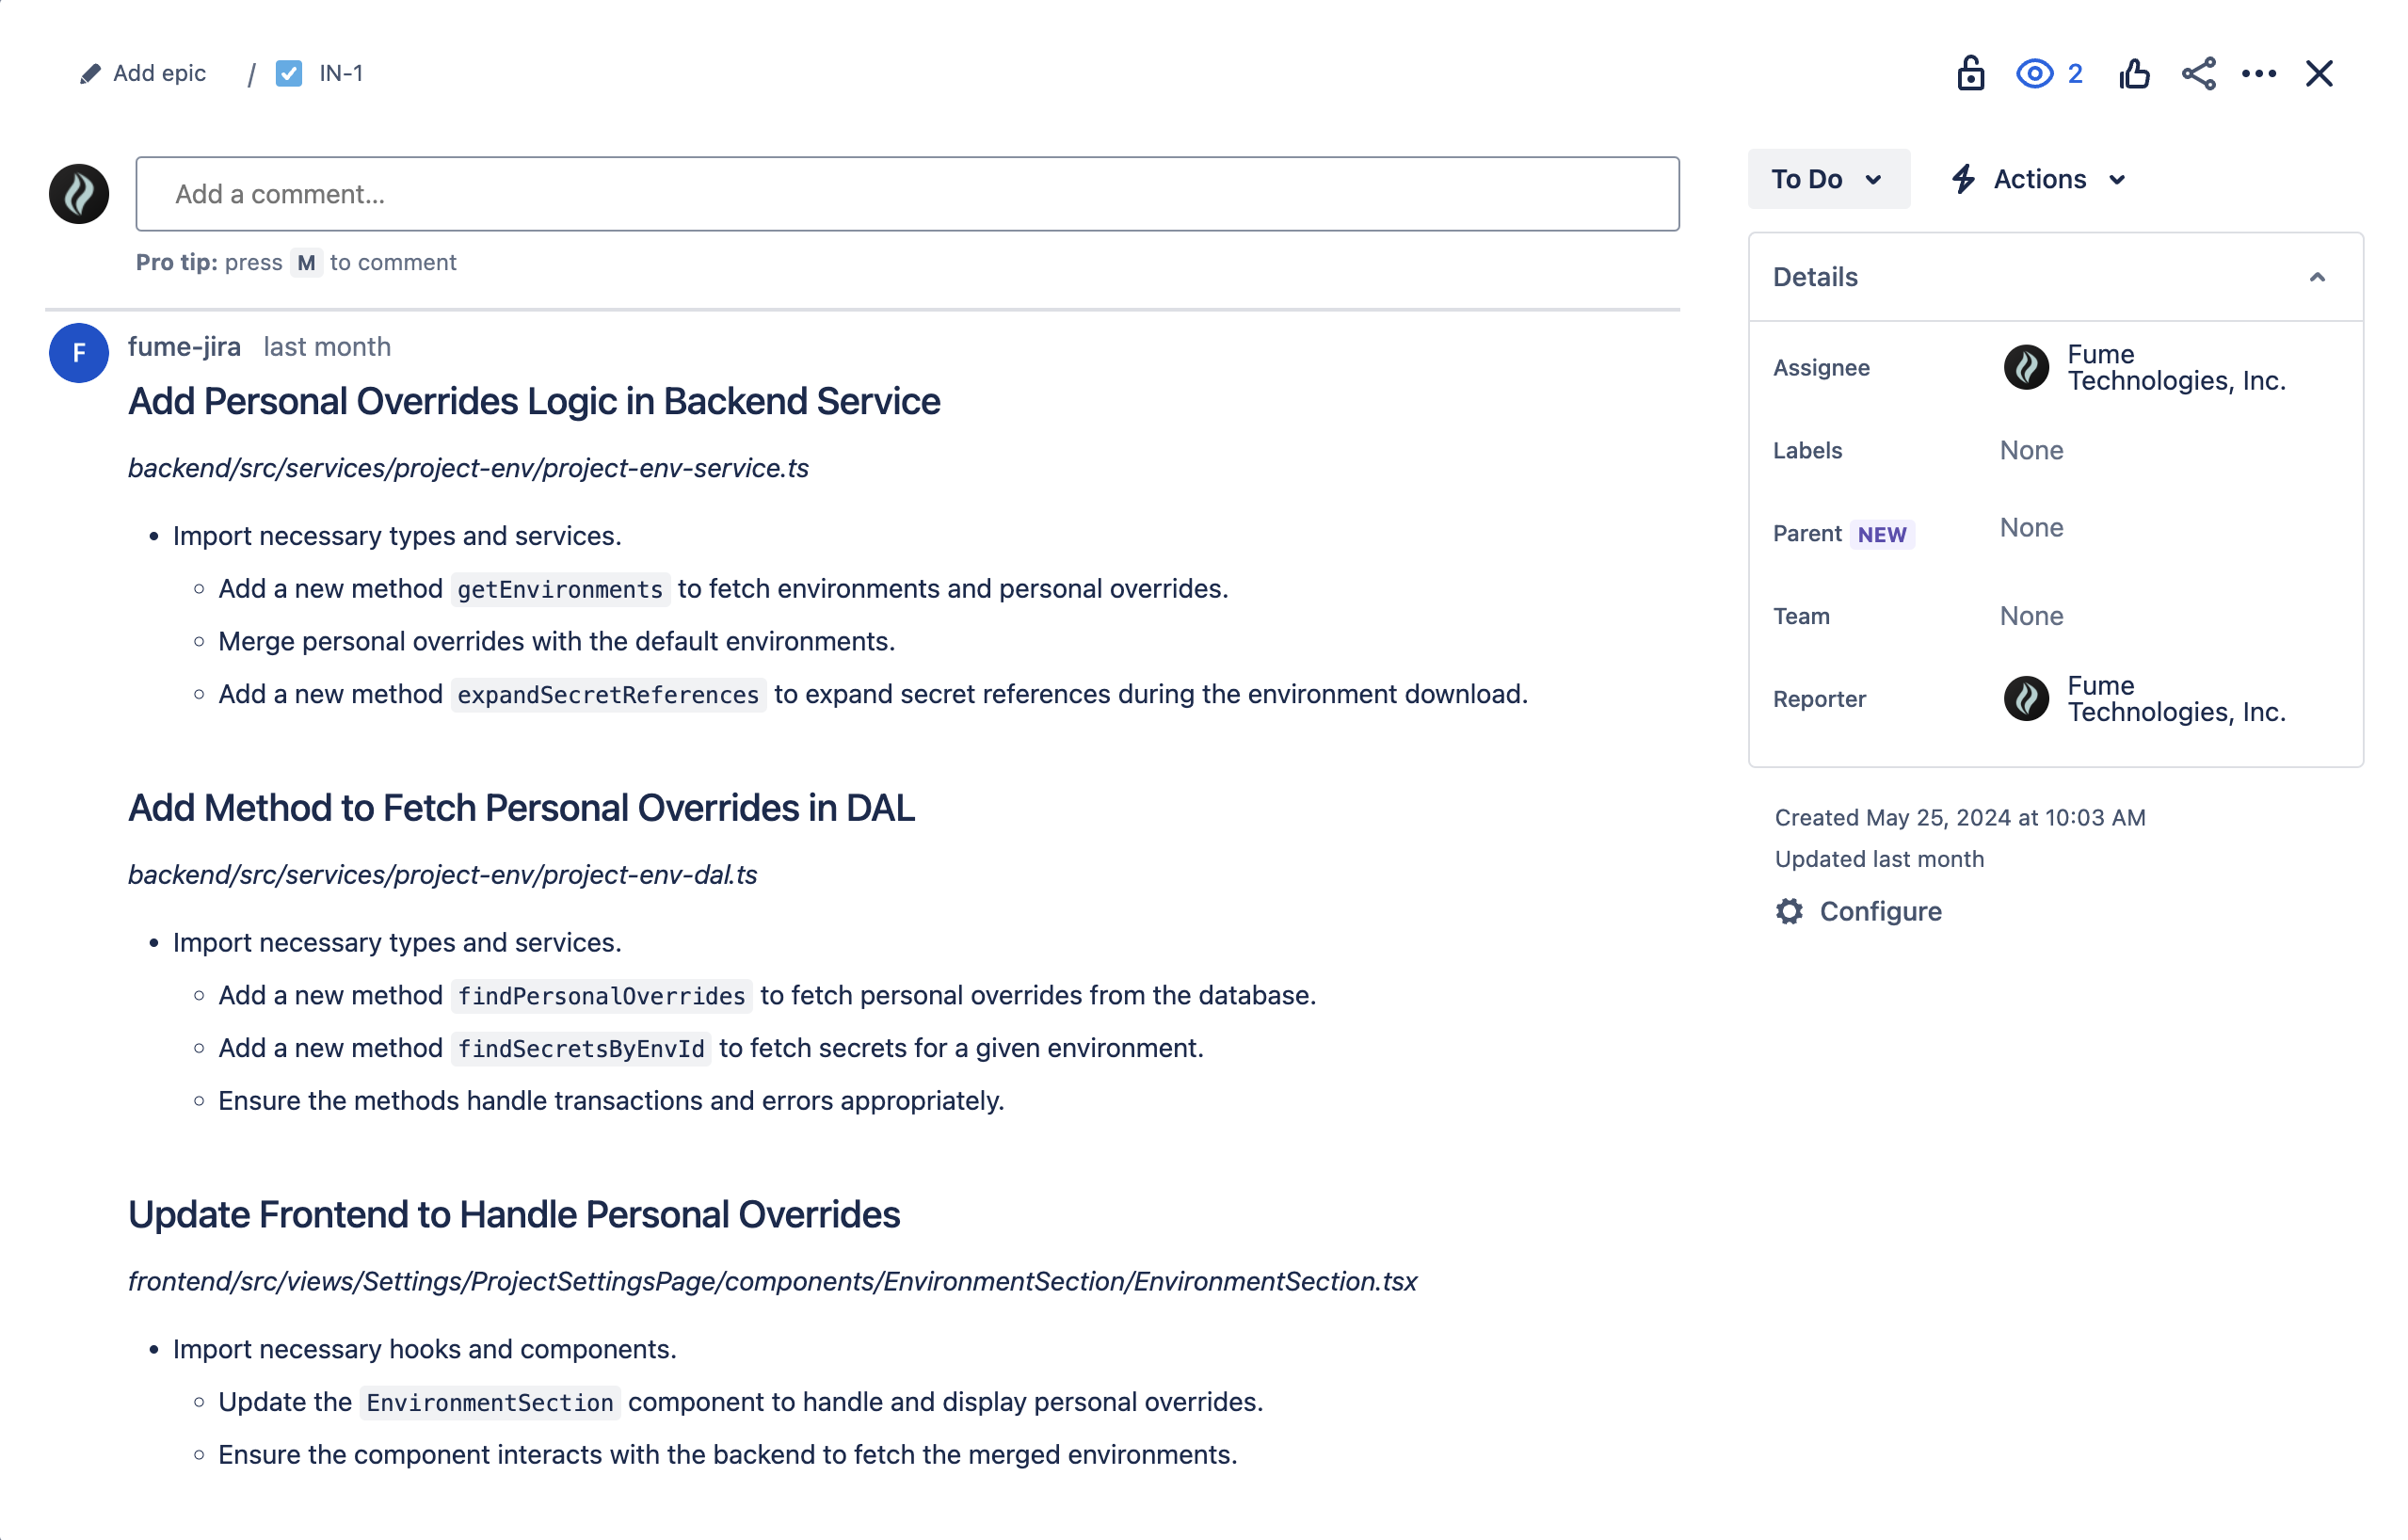 Add epic / IN-1
2
Add a comment...
Pro tip: press M to comment
F
fume-jira last month
Add Personal Overrides Logic in Backend Service
backend/src/services/project-env/project-env-service.ts
• Import necessary types and services.
◦ Add a new method getEnvironments to fetch environments and personal overrides.
◦ Merge personal overrides with the default environments.
◦ Add a new method expandSecretReferences to expand secret references during the environment download.
Add Method to Fetch Personal Overrides in DAL
backend/src/services/project-env/project-env-dal.ts
• Import necessary types and services.
◦ Add a new method findPersonalOverrides to fetch personal overrides from the database.
◦ Add a new method findSecretsByEnvId to fetch secrets for a given environment.
◦ Ensure the methods handle transactions and errors appropriately.
Update Frontend to Handle Personal Overrides
frontend/src/views/Settings/ProjectSettingsPage/components/EnvironmentSection/EnvironmentSection.tsx
• Import necessary hooks and components.
◦ Update the EnvironmentSection component to handle and display personal overrides.
◦ Ensure the component interacts with the backend to fetch the merged environments.
To Do Actions
Details
Assignee Fume
Technologies, Inc.
Labels None
Parent NEW None
Team None
Reporter Fume
Technologies, Inc.
Created May 25, 2024 at 10:03 AM
Updated last month
Configure